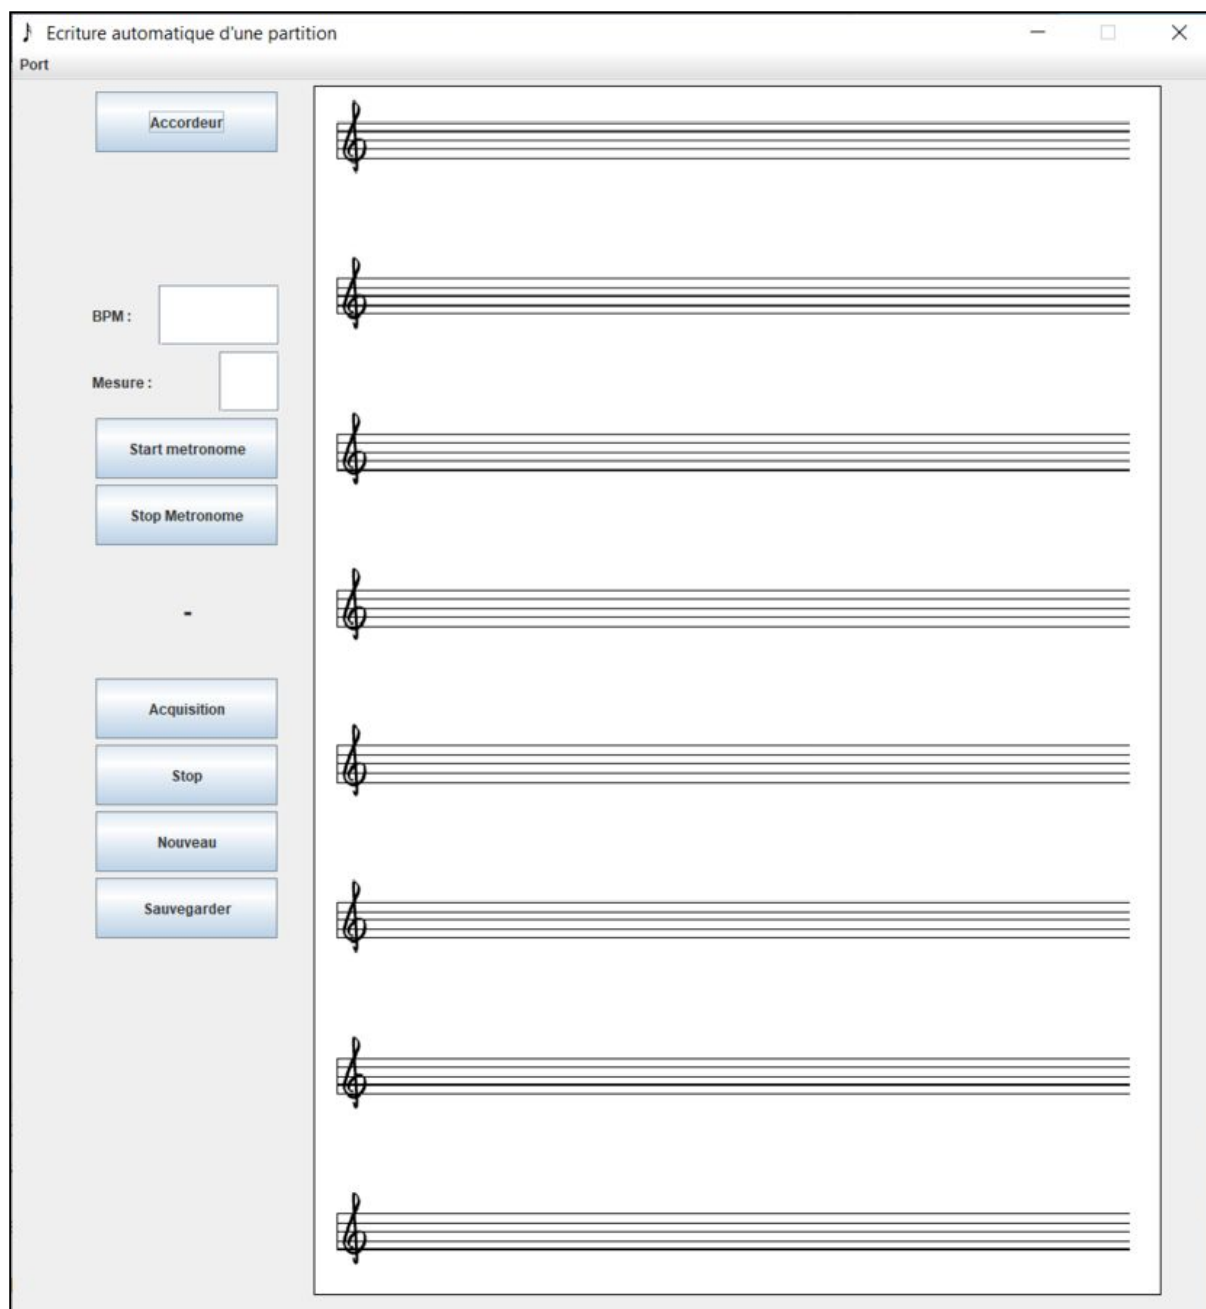 Ecriture automatique d'une partition
Port
Accordeur
BPM :
Mesure :
Start metronome
Stop Metronome
-
Acquisition
Stop
Nouveau
Sauvegarder